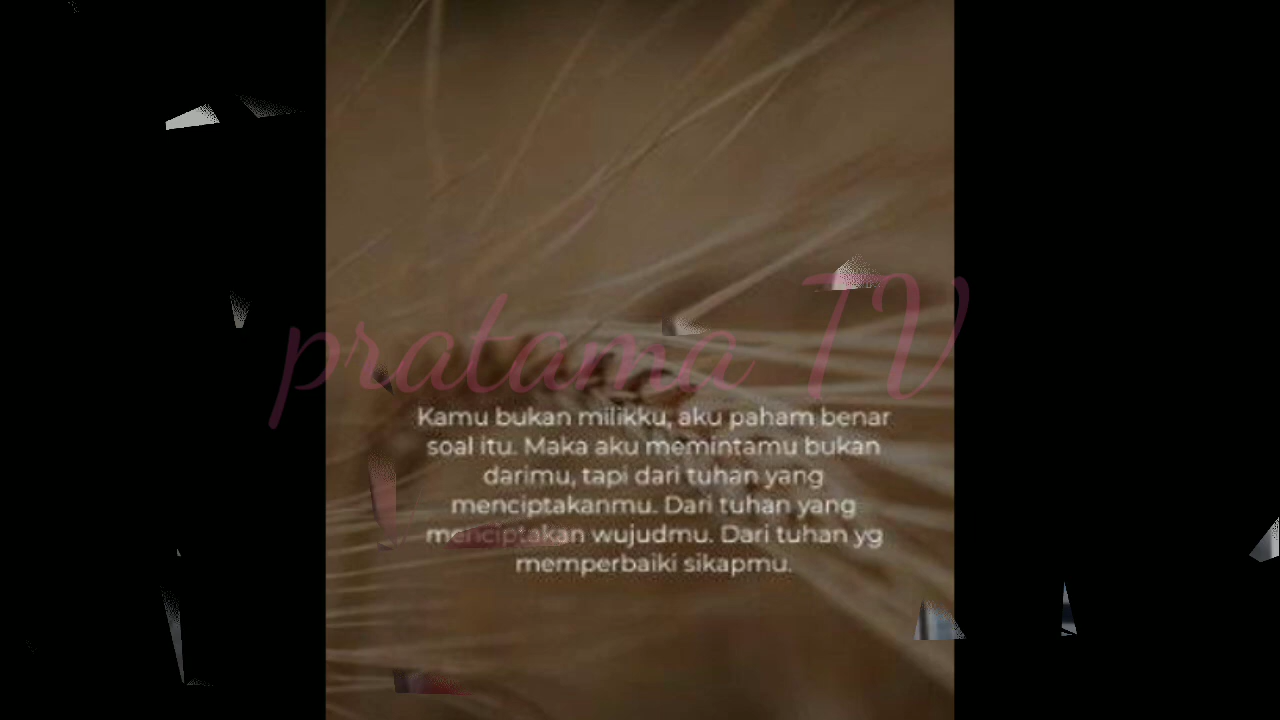 pratama TV
Kamu bukan milikku, aku paham benar
soal itu. Maka aku memintamu bukan
darimu, tapi dari tuhan yang
menciptakanmu. Dari tuhan yang
menciptakan wujudmu. Dari tuhan yg
memperbaiki sikapmu.